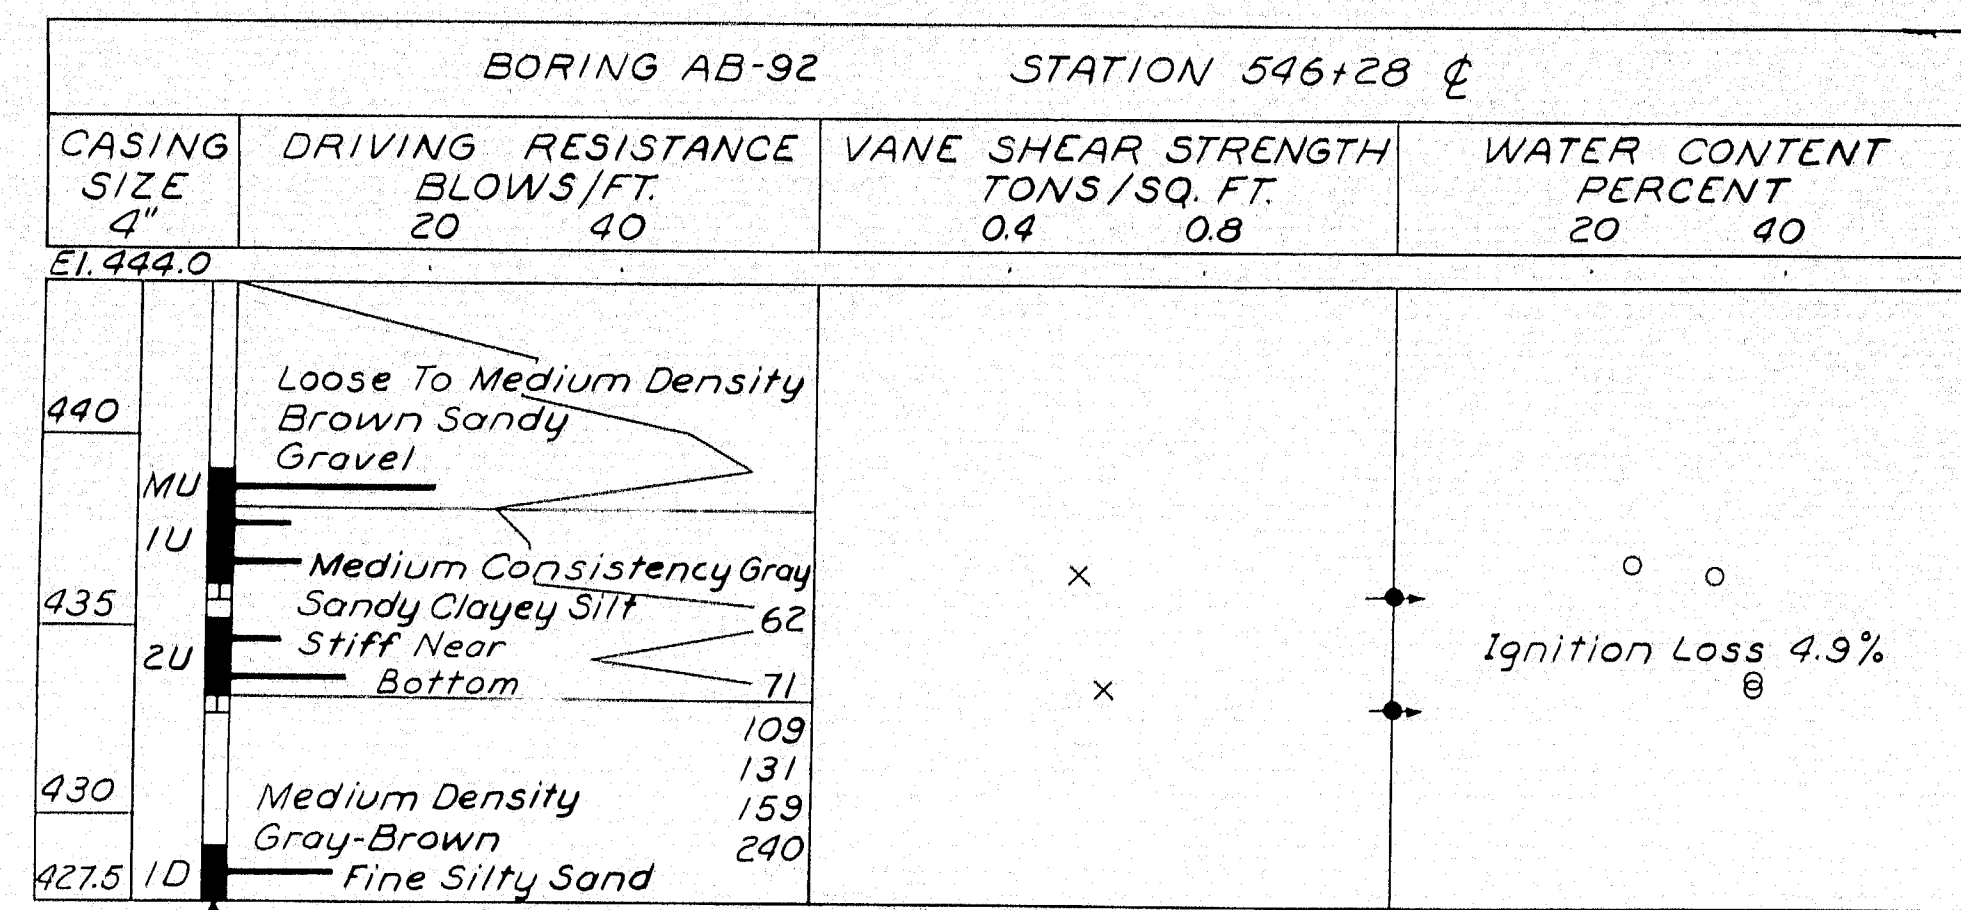 BORING AB-92 STATION 546+28 ℄
CASING SIZE 4"
DRIVING RESISTANCE
BLOWS/FT.
20 40
VANE SHEAR STRENGTH
TONS/SQ. FT.
0.4 0.8
WATER CONTENT
PERCENT
20 40
El. 444.0
Loose To Medium Density
Brown Sandy
Gravel
440
MU
1U
Medium Consistency Gray
Sandy Clayey Silt
Stiff Near
Bottom
435
62
2U
71
Ignition Loss 4.9%
109
131
159
240
430
Medium Density
Gray-Brown
Fine Silty Sand
427.5
1D